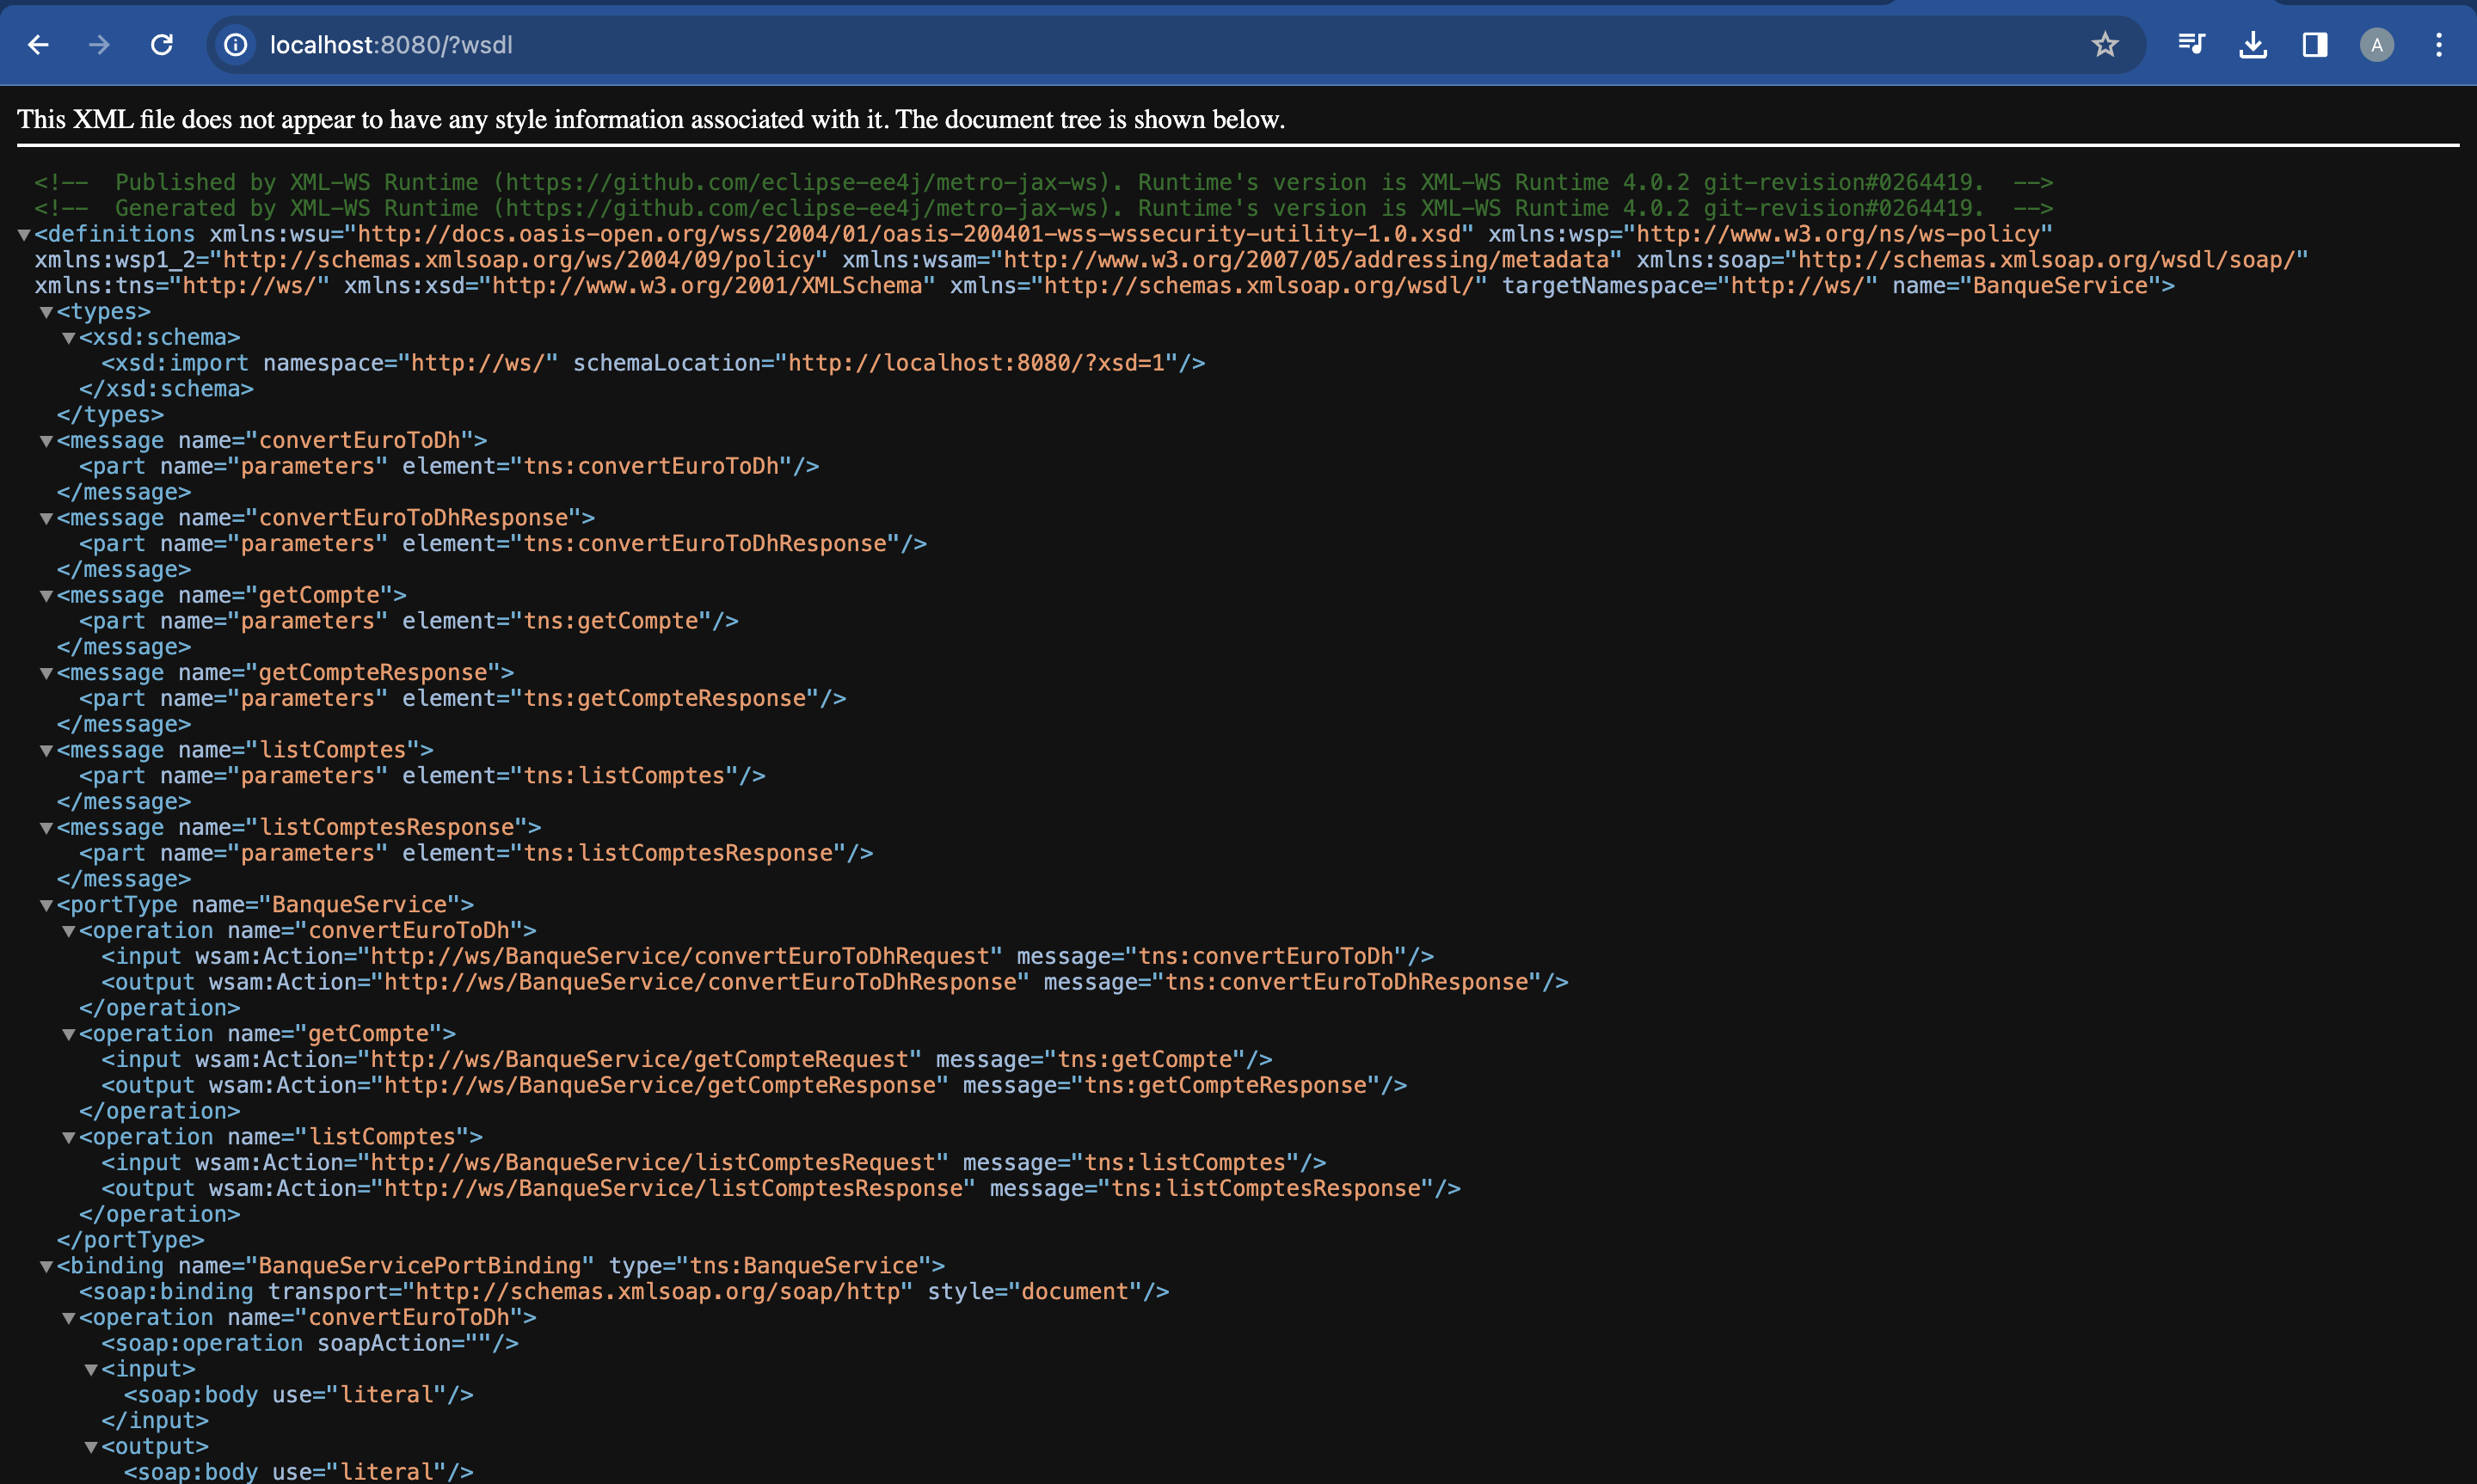 localhost:8080/?wsdl
A
This XML file does not appear to have any style information associated with it. The document tree is shown below.
<!--  Published by XML-WS Runtime (https://github.com/eclipse-ee4j/metro-jax-ws). Runtime's version is XML-WS Runtime 4.0.2 git-revision#0264419.  -->
<!--  Generated by XML-WS Runtime (https://github.com/eclipse-ee4j/metro-jax-ws). Runtime's version is XML-WS Runtime 4.0.2 git-revision#0264419.  -->
<definitions xmlns:wsu="http://docs.oasis-open.org/wss/2004/01/oasis-200401-wss-wssecurity-utility-1.0.xsd" xmlns:wsp="http://www.w3.org/ns/ws-policy"
xmlns:wsp1_2="http://schemas.xmlsoap.org/ws/2004/09/policy" xmlns:wsam="http://www.w3.org/2007/05/addressing/metadata" xmlns:soap="http://schemas.xmlsoap.org/wsdl/soap/"
xmlns:tns="http://ws/" xmlns:xsd="http://www.w3.org/2001/XMLSchema" xmlns="http://schemas.xmlsoap.org/wsdl/" targetNamespace="http://ws/" name="BanqueService">
<types>
<xsd:schema>
<xsd:import namespace="http://ws/" schemaLocation="http://localhost:8080/?xsd=1"/>
</xsd:schema>
</types>
<message name="convertEuroToDh">
<part name="parameters" element="tns:convertEuroToDh"/>
</message>
<message name="convertEuroToDhResponse">
<part name="parameters" element="tns:convertEuroToDhResponse"/>
</message>
<message name="getCompte">
<part name="parameters" element="tns:getCompte"/>
</message>
<message name="getCompteResponse">
<part name="parameters" element="tns:getCompteResponse"/>
</message>
<message name="listComptes">
<part name="parameters" element="tns:listComptes"/>
</message>
<message name="listComptesResponse">
<part name="parameters" element="tns:listComptesResponse"/>
</message>
<portType name="BanqueService">
<operation name="convertEuroToDh">
<input wsam:Action="http://ws/BanqueService/convertEuroToDhRequest" message="tns:convertEuroToDh"/>
<output wsam:Action="http://ws/BanqueService/convertEuroToDhResponse" message="tns:convertEuroToDhResponse"/>
</operation>
<operation name="getCompte">
<input wsam:Action="http://ws/BanqueService/getCompteRequest" message="tns:getCompte"/>
<output wsam:Action="http://ws/BanqueService/getCompteResponse" message="tns:getCompteResponse"/>
</operation>
<operation name="listComptes">
<input wsam:Action="http://ws/BanqueService/listComptesRequest" message="tns:listComptes"/>
<output wsam:Action="http://ws/BanqueService/listComptesResponse" message="tns:listComptesResponse"/>
</operation>
</portType>
<binding name="BanqueServicePortBinding" type="tns:BanqueService">
<soap:binding transport="http://schemas.xmlsoap.org/soap/http" style="document"/>
<operation name="convertEuroToDh">
<soap:operation soapAction=""/>
<input>
<soap:body use="literal"/>
</input>
<output>
<soap:body use="literal"/>